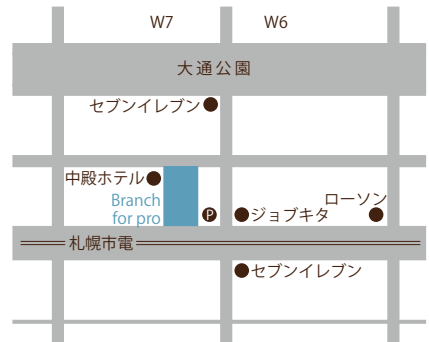 W7
W6
大通公園
セブンイレブン
中殿ホテル
Branch
for pro
P
ジョブキタ
ローソン
札幌市電
セブンイレブン